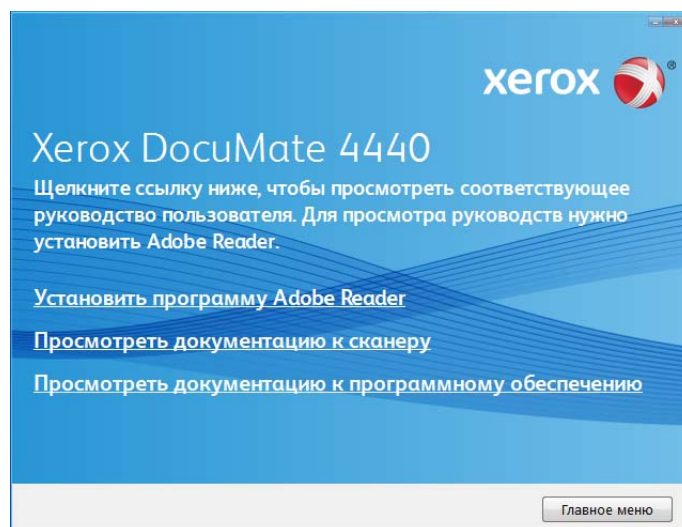 xerox ®
Xerox DocuMate 4440
Щелкните ссылку ниже, чтобы просмотреть соответствующее
руководство пользователя. Для просмотра руководств нужно
установить Adobe Reader.
Установить программу Adobe Reader
Просмотреть документацию к сканеру
Просмотреть документацию к программному обеспечению
Главное меню